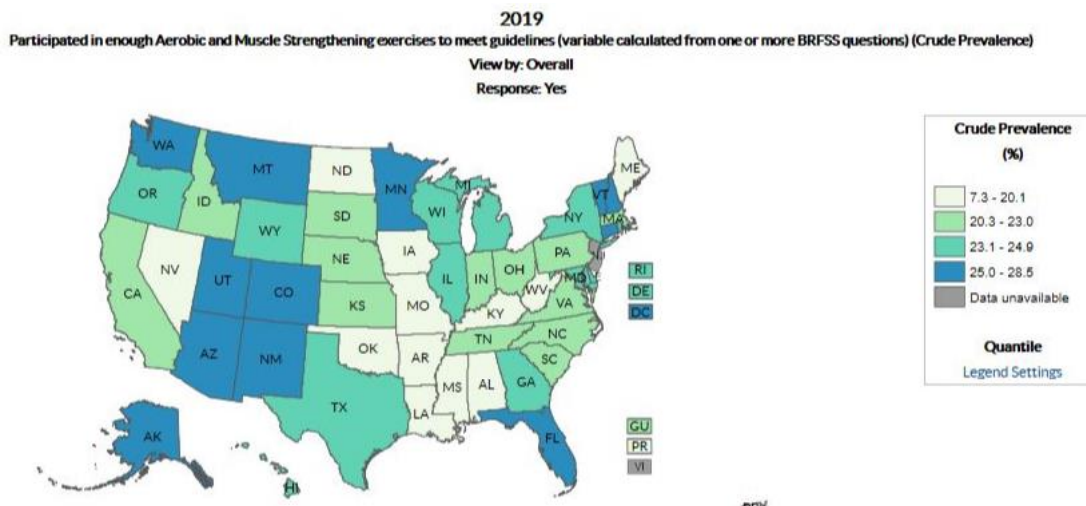 2019
Participated in enough Aerobic and Muscle Strengthening exercises to meet guidelines (variable calculated from one or more BRFSS questions) (Crude Prevalence)
View by: Overall
Response: Yes
Crude Prevalence
(%)
7.3 - 20.1
20.3 - 23.0
23.1 - 24.9
25.0 - 28.5
Data unavailable
Quantile
Legend Settings
WA
MT
ND
MN
ME
OR
ID
WY
SD
WI
MI
NY
VT
MA
NV
UT
CO
NE
IA
IL
IN
OH
PA
MD
CA
AZ
NM
KS
MO
KY
WV
VA
OK
AR
TN
NC
SC
TX
LA
MS
AL
GA
FL
AK
HI
RI
DE
DC
GU
PR
VI